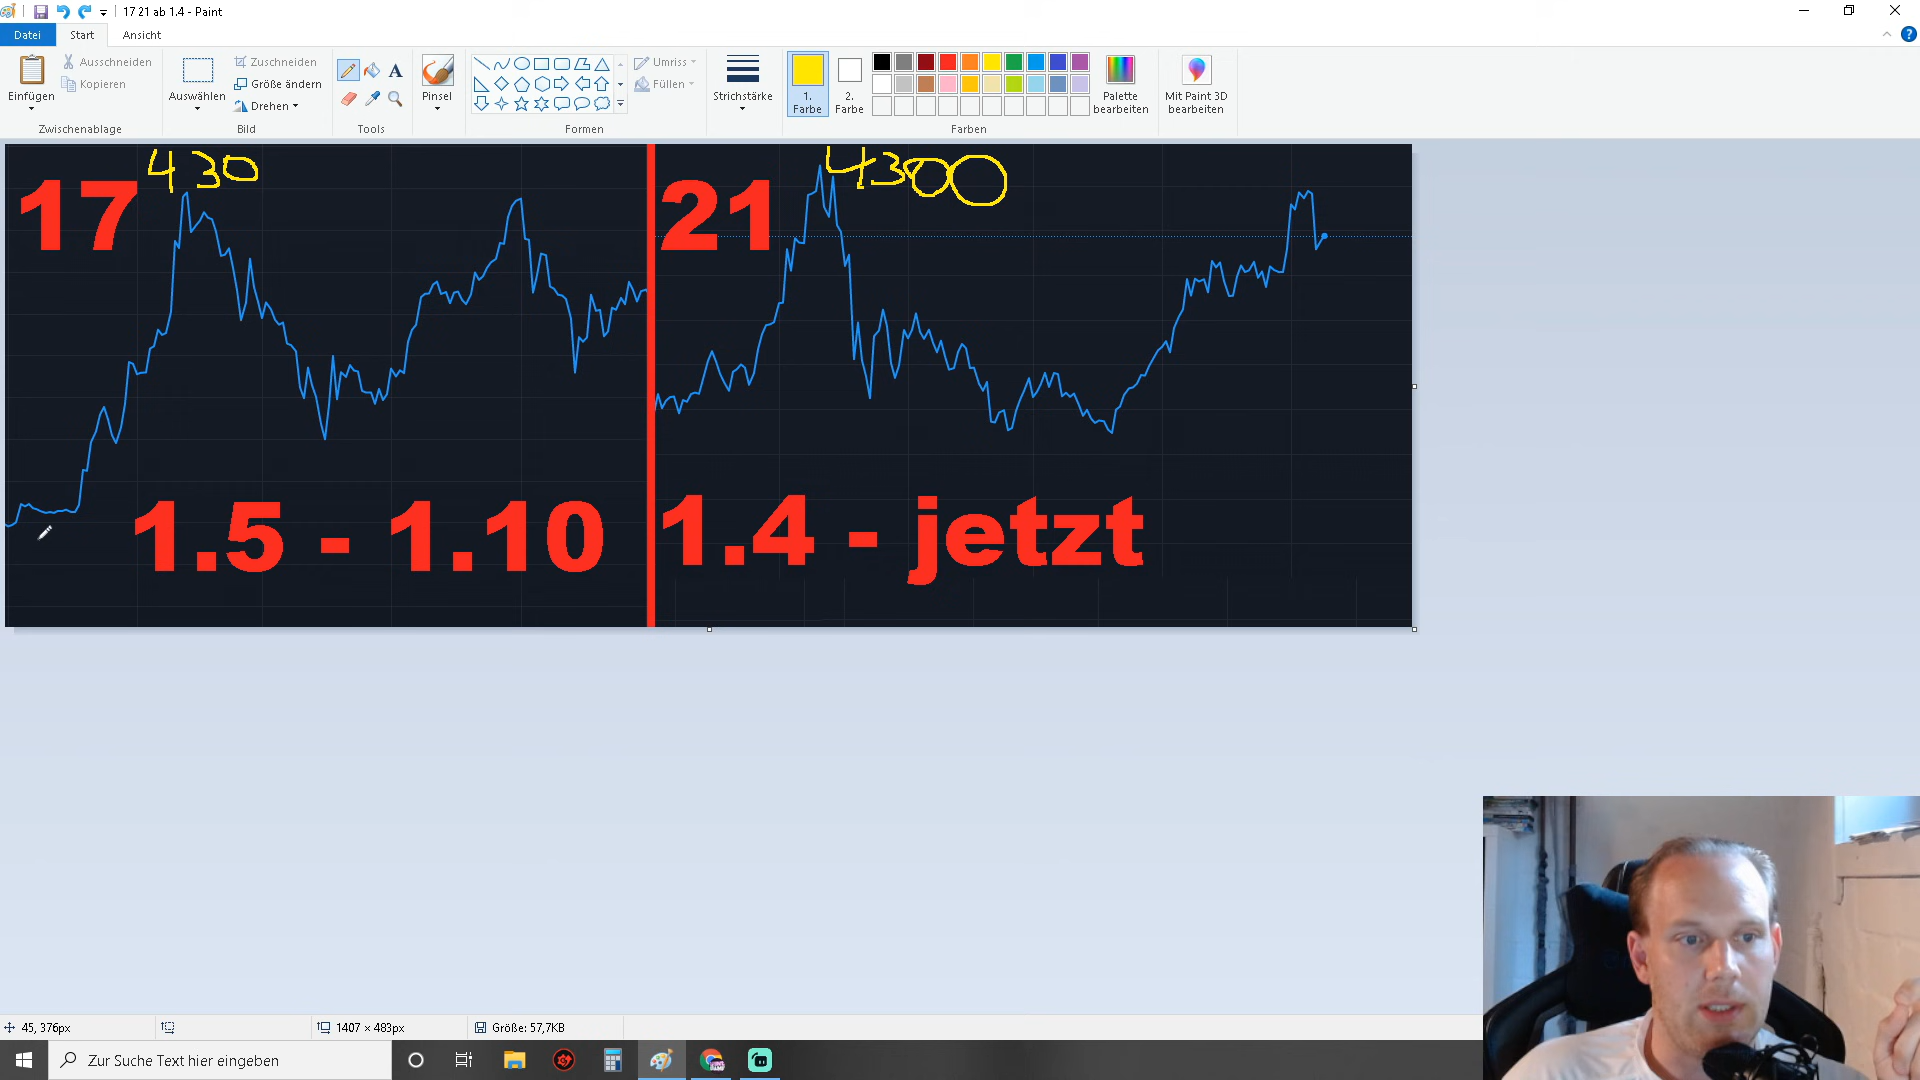 17 21 ab 1.4 - Paint
Datei Start Ansicht
Einfügen
Ausschneiden
Kopieren
Zwischenablage
Auswählen
Zuschneiden
Größe ändern
Drehen
Bild
Tools
Pinsel
Umriss
Füllen
Formen
Strichstärke
1. Farbe
2. Farbe
Palette bearbeiten
Farben
Mit Paint 3D bearbeiten
430
4300
17
21
1.5 - 1.10
1.4 - jetzt
45, 376px
1407 × 483px
Größe: 57,7KB
Zur Suche Text hier eingeben